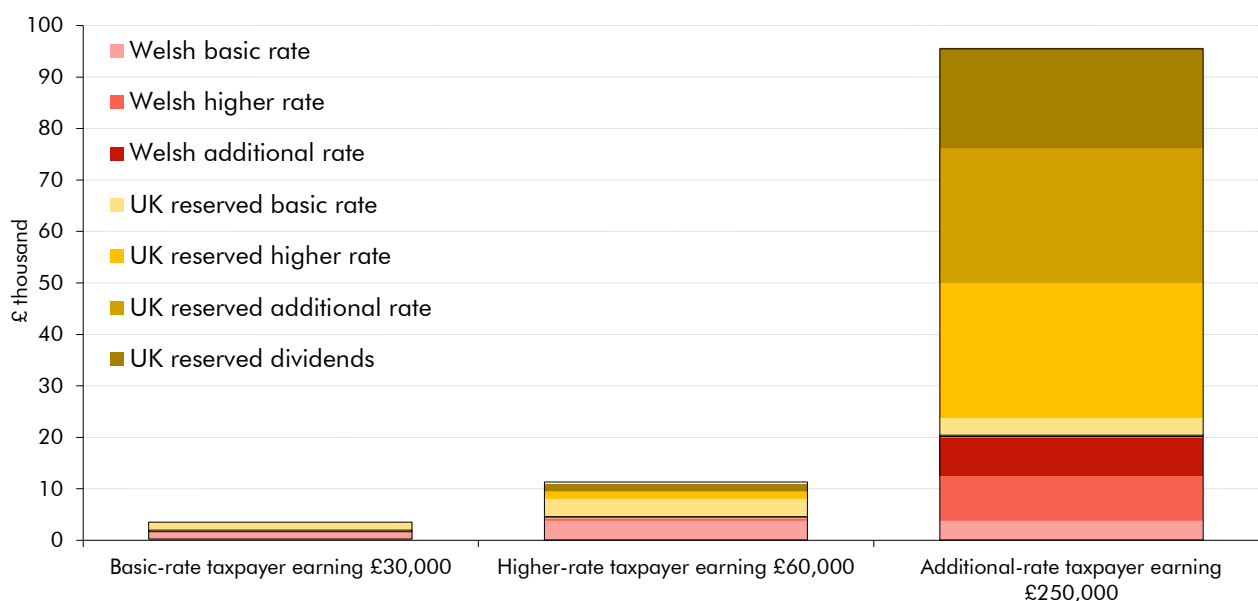 100
90
80
70
60
50
40
30
20
10
0
£ thousand
Welsh basic rate
Welsh higher rate
Welsh additional rate
UK reserved basic rate
UK reserved higher rate
UK reserved additional rate
UK reserved dividends
Basic-rate taxpayer earning £30,000
Higher-rate taxpayer earning £60,000
Additional-rate taxpayer earning
£250,000